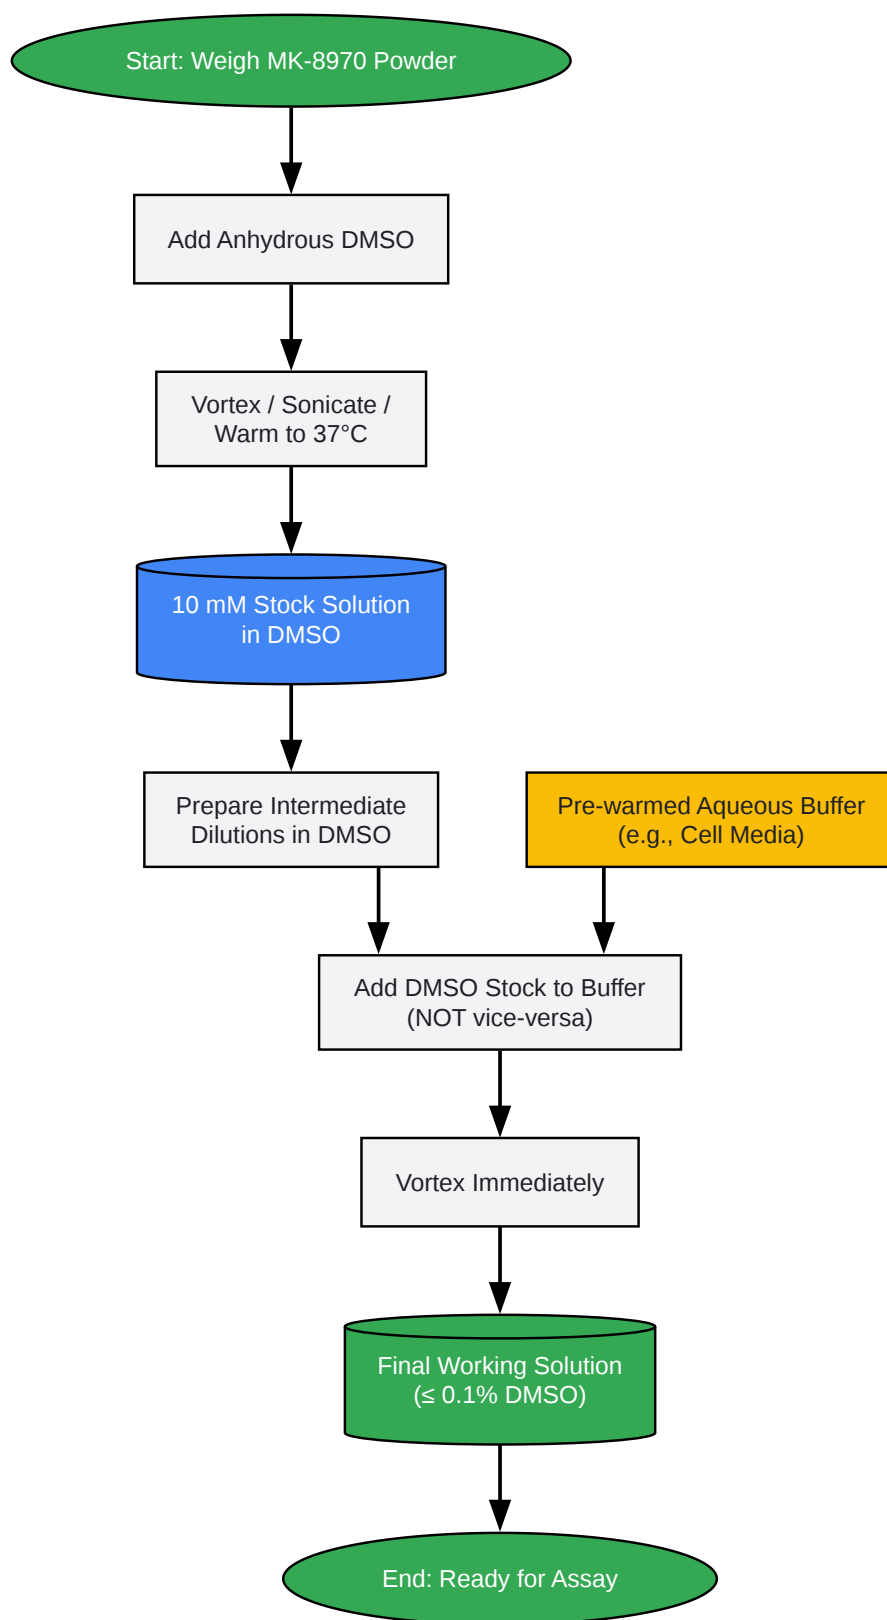 Start: Weigh MK-8970 Powder
Add Anhydrous DMSO
Vortex / Sonicate /
Warm to 37°C
10 mM Stock Solution
in DMSO
Prepare Intermediate
Dilutions in DMSO
Pre-warmed Aqueous Buffer
(e.g., Cell Media)
Add DMSO Stock to Buffer
(NOT vice-versa)
Vortex Immediately
Final Working Solution
(≤ 0.1% DMSO)
End: Ready for Assay